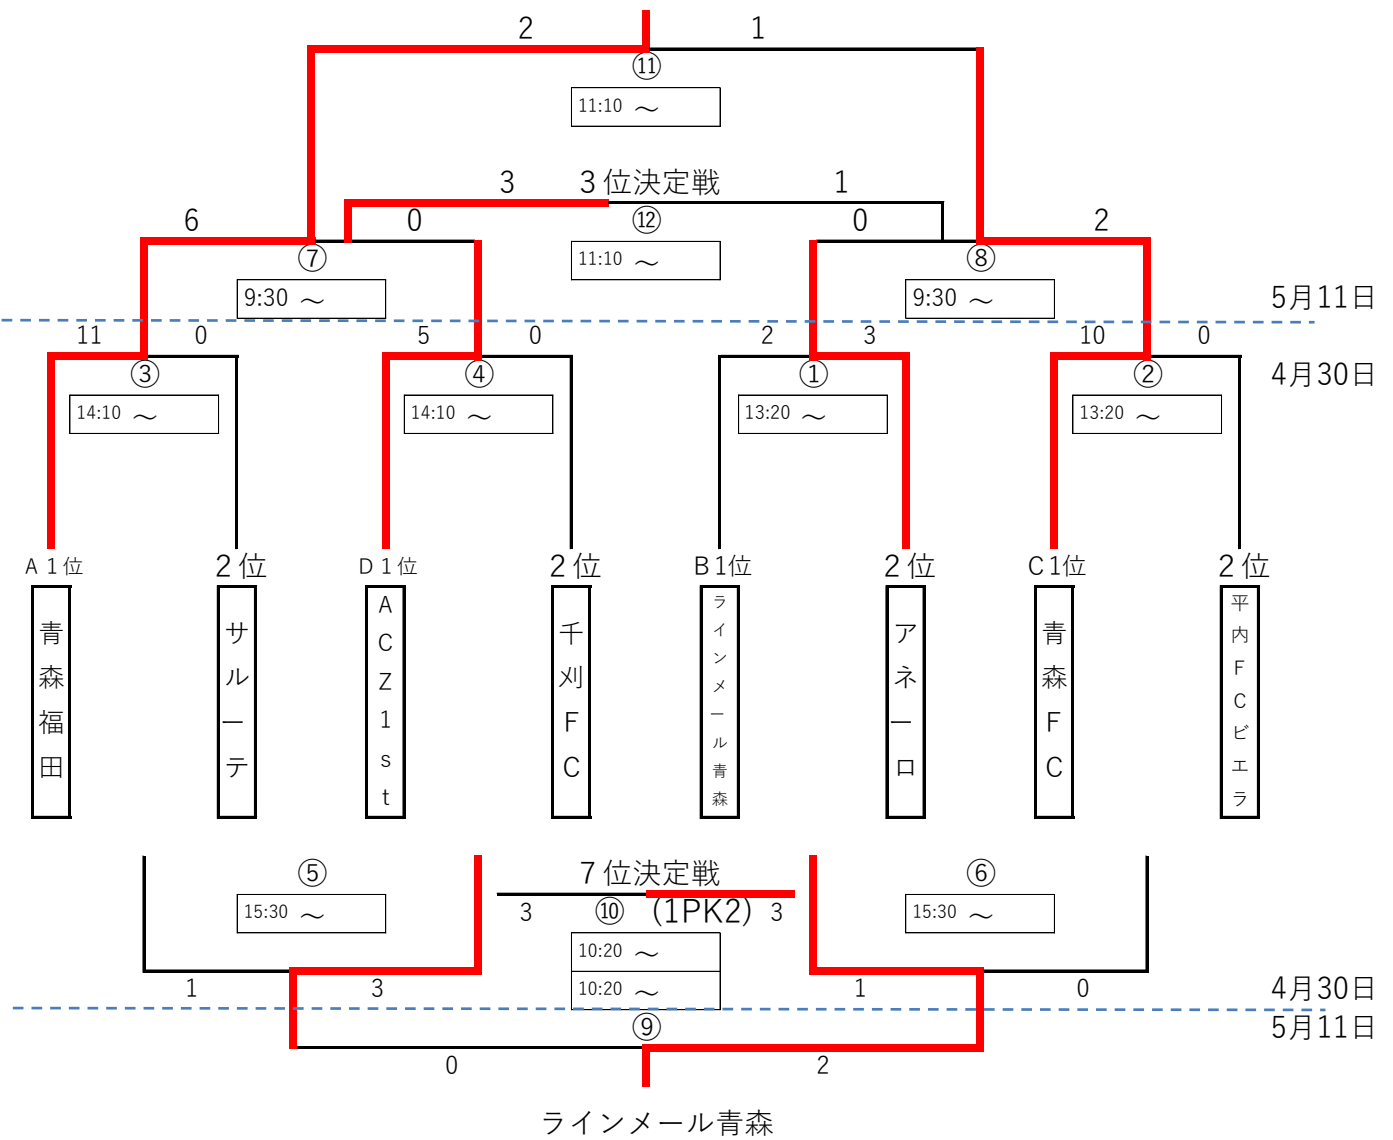 2 1
⑪
11:10 ～
3 3位決定戦 1
6 0 ⑫ 0 2
⑦ 11:10 ～ ⑧
9:30 ～ 9:30 ～ 5月11日
11 0 5 0 2 3 10 0
③ ④ ① ② 4月30日
14:10 ～ 14:10 ～ 13:20 ～ 13:20 ～
A1位 2位 D1位 2位 B1位 2位 C1位 2位
青森福田
サルーテ
ACZ1st
千刈FC
ラインメール青森
アネーロ
青森FC
平内FCビエラ
⑤ 7位決定戦 ⑥
15:30 ～ 3 ⑩ (1PK2) 3 15:30 ～
10:20 ～
1 3 10:20 ～ 1 0 4月30日
⑨ 5月11日
0 2
ラインメール青森